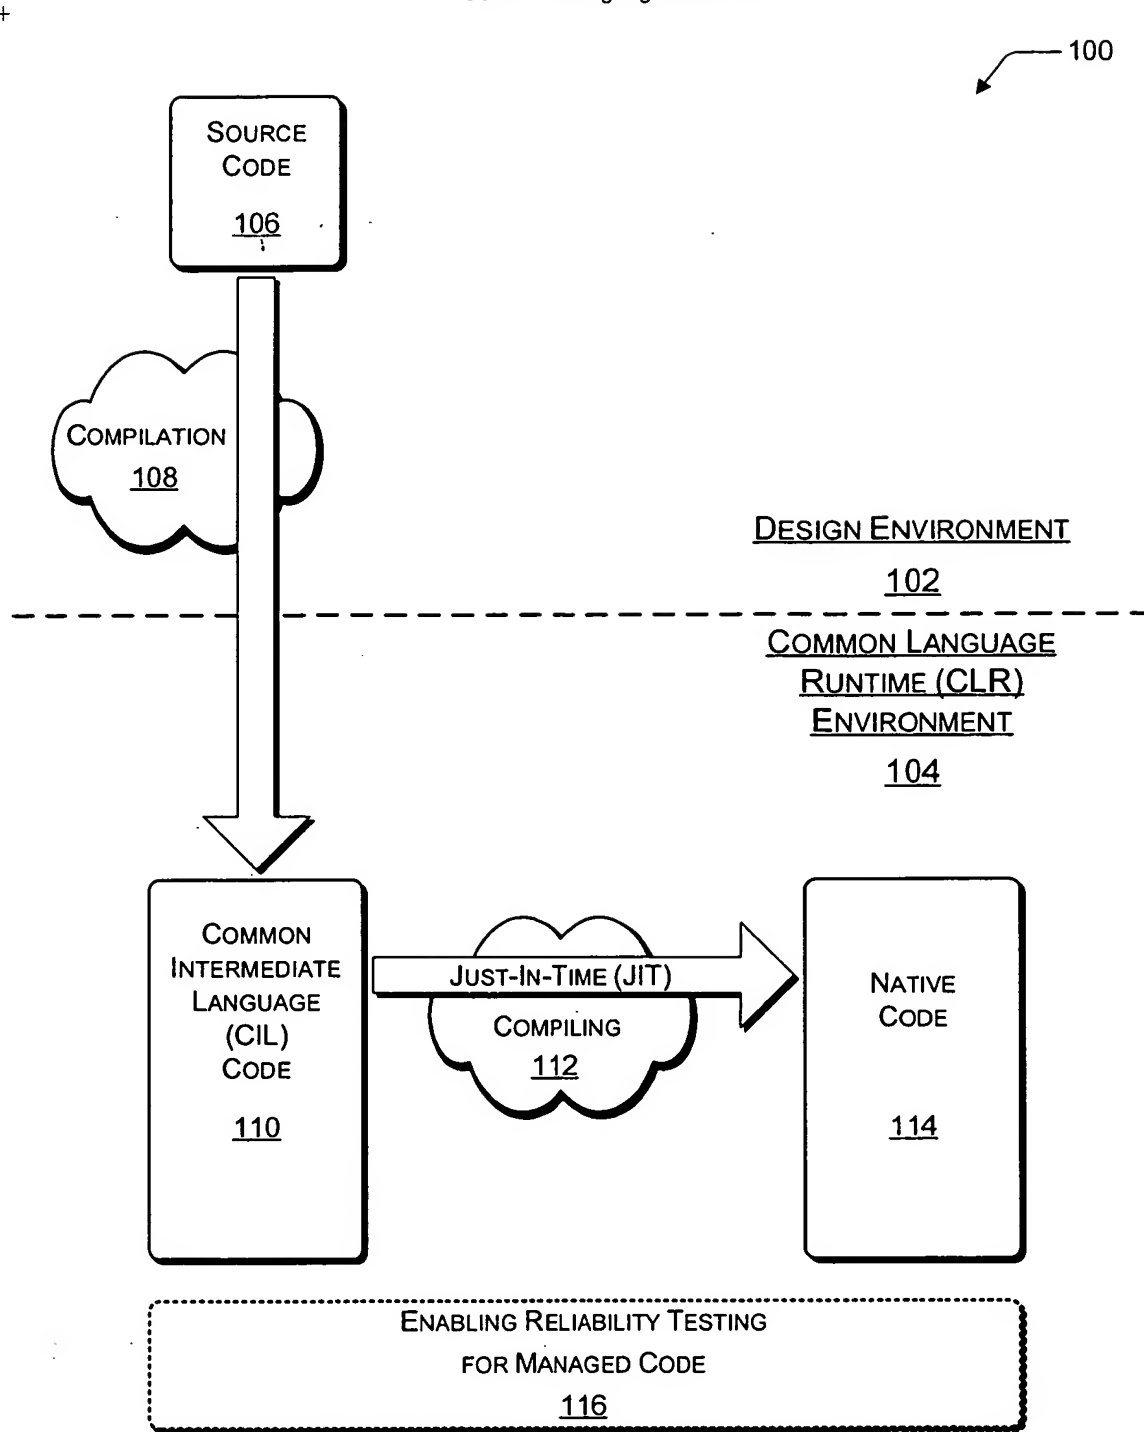 100
SOURCE
CODE
106
COMPILATION
108
DESIGN ENVIRONMENT
102
COMMON LANGUAGE
RUNTIME (CLR)
ENVIRONMENT
104
COMMON
INTERMEDIATE
LANGUAGE
(CIL)
CODE
110
JUST-IN-TIME (JIT)
COMPILING
112
NATIVE
CODE
114
ENABLING RELIABILITY TESTING
FOR MANAGED CODE
116